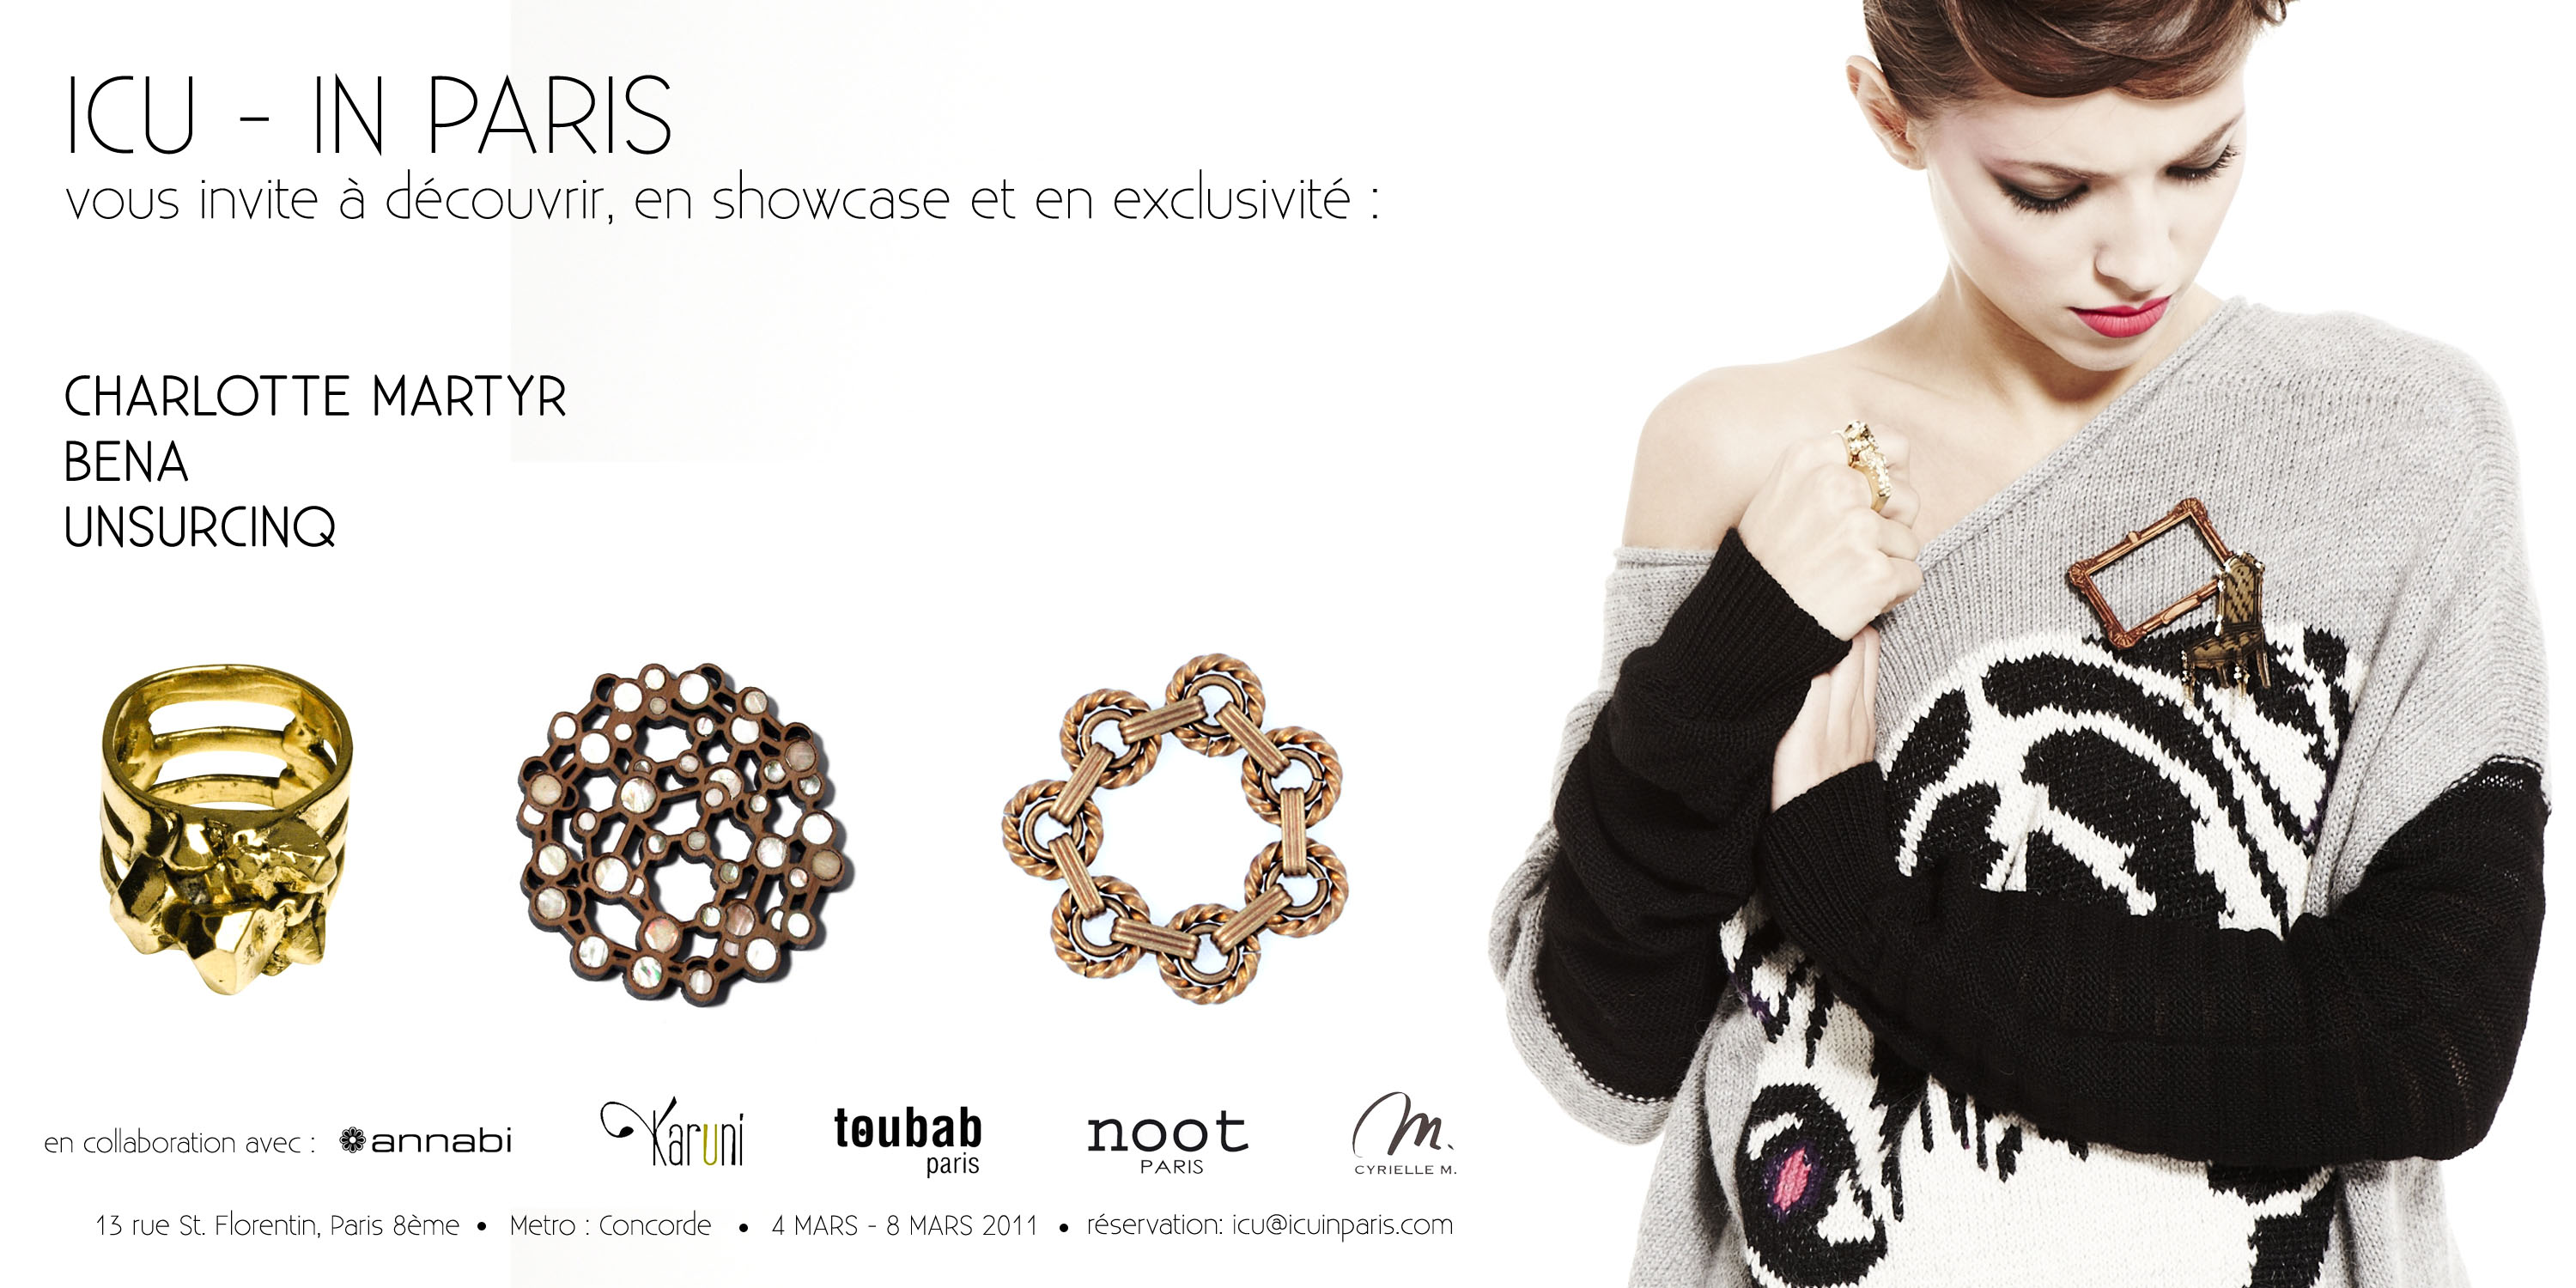 ICU - IN PARIS
vous invite à découvrir, en showcase et en exclusivité :
CHARLOTTE MARTYR
BENA
UNSURCINQ
en collaboration avec : annabi Karuni toubab paris noot PARIS M. CYRIELLE M.
13 rue St. Florentin, Paris 8ème • Metro : Concorde • 4 MARS - 8 MARS 2011 • réservation: icu@icuinparis.com